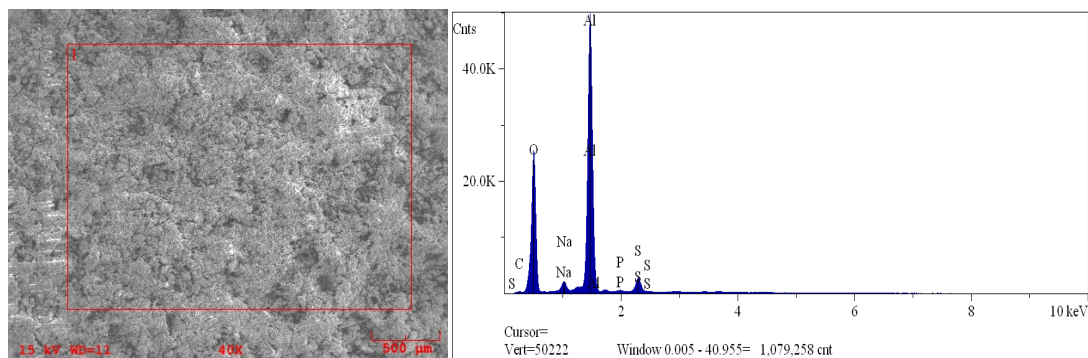 1
15 kV WD=11 40X 500 µm
Cnts
40.0K
20.0K
Al
O
Al
Na
Na
C
S
Al
P
P
S
S
S
S
2 4 6 8 10 keV
Cursor=
Vert=50222 Window 0.005 - 40.955= 1,079,258 cnt